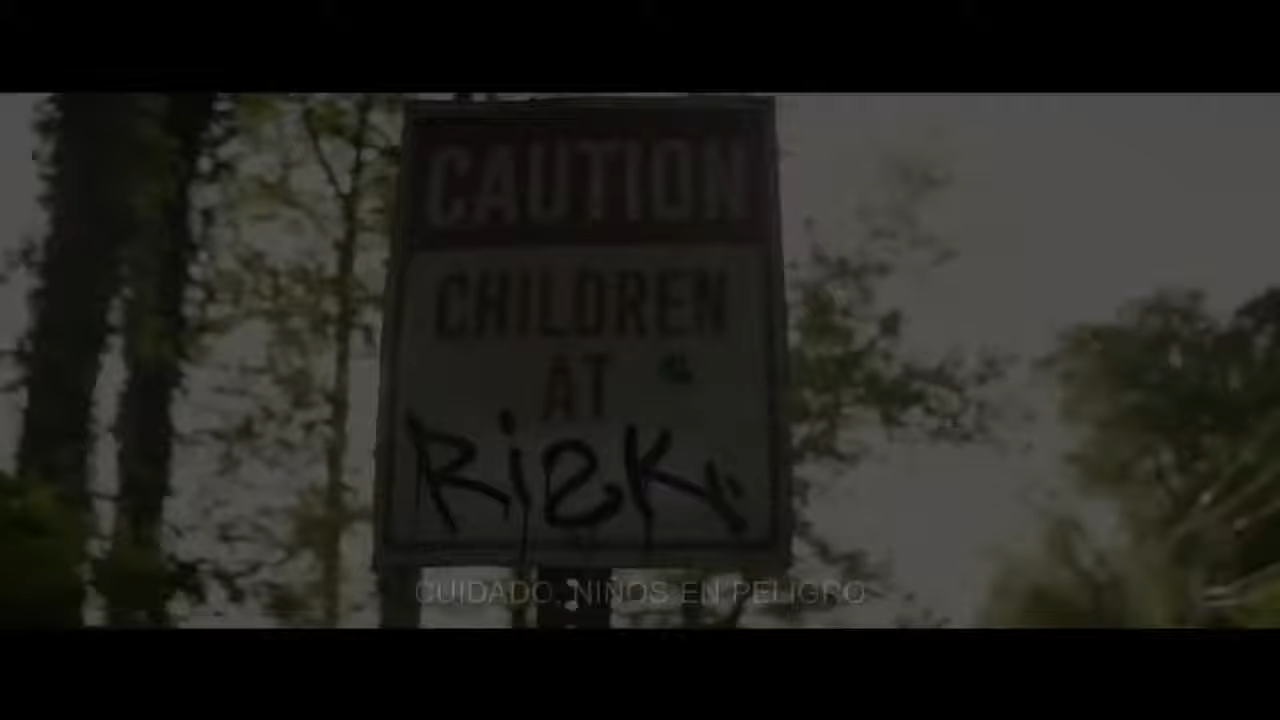 CAUTION
CHILDREN
AT
Risk
CUIDADO, NIÑOS EN PELIGRO